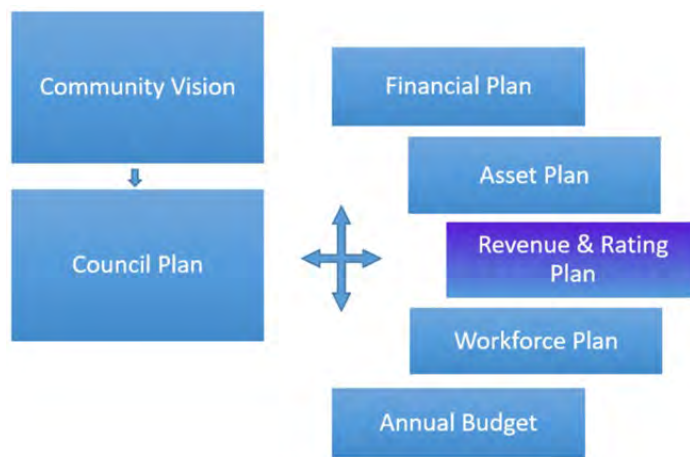 Community Vision
Council Plan
Financial Plan
Asset Plan
Revenue & Rating
Plan
Workforce Plan
Annual Budget